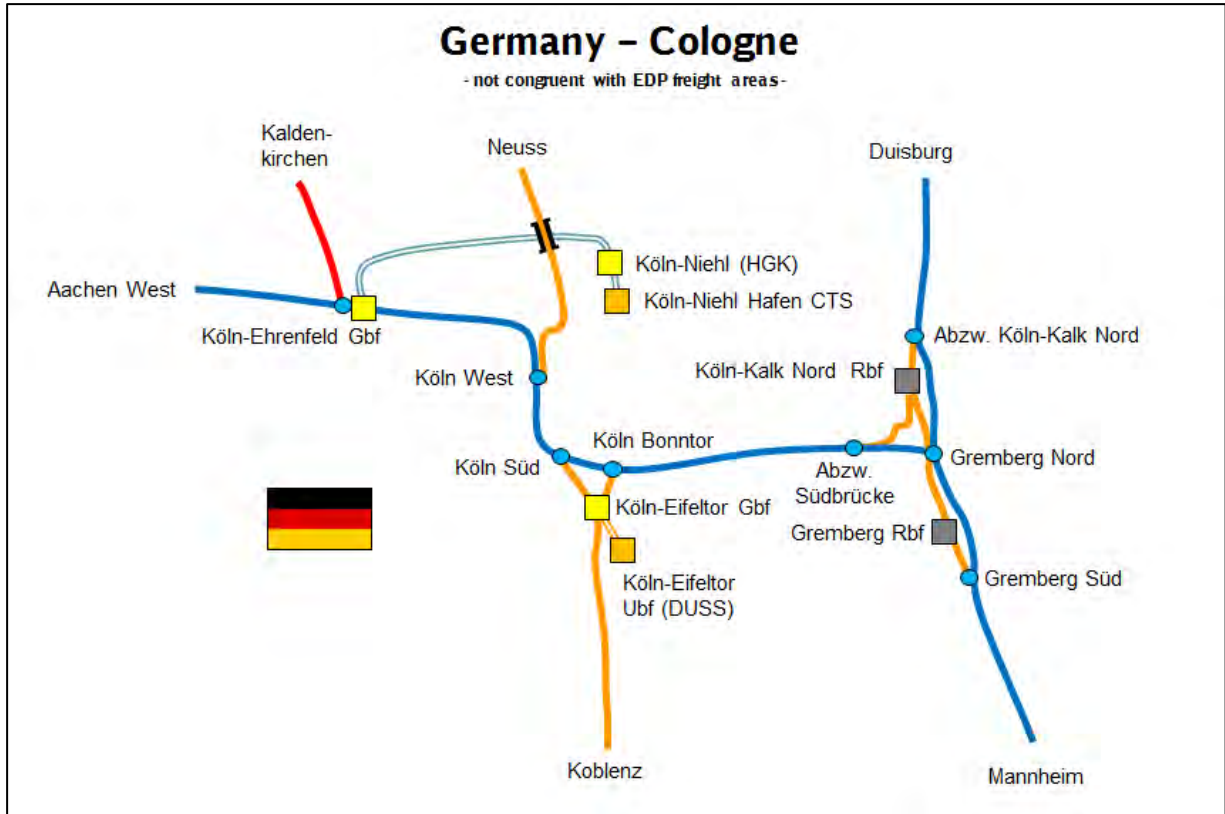 Germany – Cologne
- not congruent with EDP freight areas-
Kalden-
kirchen
Neuss
Duisburg
Köln-Niehl (HGK)
Aachen West
Köln-Niehl Hafen CTS
Köln-Ehrenfeld Gbf
Abzw. Köln-Kalk Nord
Köln-Kalk Nord Rbf
Köln West
Köln Bonntor
Köln Süd
Gremberg Nord
Abzw.
Südbrücke
Köln-Eifeltor Gbf
Gremberg Rbf
Köln-Eifeltor
Ubf (DUSS)
Gremberg Süd
Koblenz
Mannheim